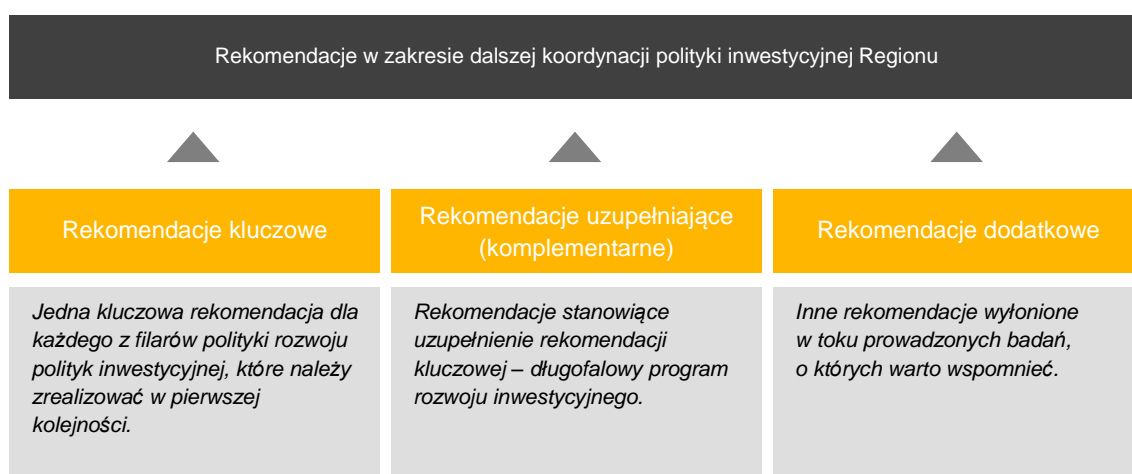 Rekomendacje w zakresie dalszej koordynacji polityki inwestycyjnej Regionu
Rekomendacje kluczowe
Rekomendacje uzupełniające
(komplementarne)
Rekomendacje dodatkowe
Jedna kluczowa rekomendacja dla
każdego z filarów polityki rozwoju
polityk inwestycyjnej, które należy
zrealizować w pierwszej
kolejności.
Rekomendacje stanowiące
uzupełnienie rekomendacji
kluczowej – długofalowy program
rozwoju inwestycyjnego.
Inne rekomendacje wyłonione
w toku prowadzonych badań,
o których warto wspomnieć.